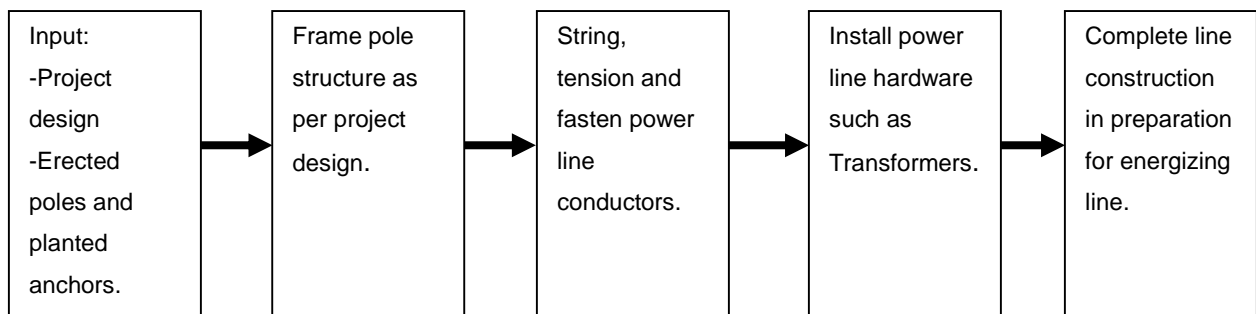 Input:
-Project
design
-Erected
poles and
planted
anchors.
Frame pole
structure as
per project
design.
String,
tension and
fasten power
line
conductors.
Install power
line hardware
such as
Transformers.
Complete line
construction
in preparation
for energizing
line.